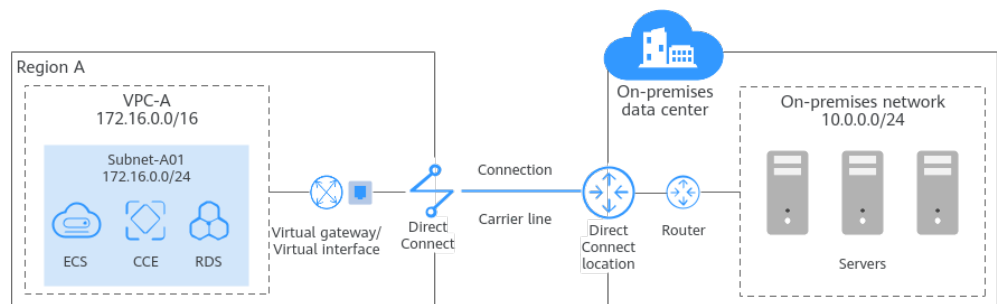 Region A
VPC-A
172.16.0.0/16
Subnet-A01
172.16.0.0/24
ECS
CCE
RDS
Virtual gateway/
Virtual interface
Direct
Connect
Connection
Carrier line
On-premises
data center
Direct
Connect
location
Router
On-premises network
10.0.0.0/24
Servers